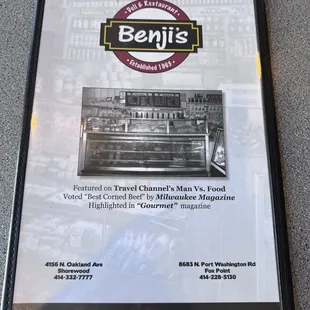 • Deli & Restaurant •
Benji's
• Established 1963 •
Featured on Travel Channel's Man Vs. Food
Voted "Best Corned Beef" by Milwaukee Magazine
Highlighted in "Gourmet" magazine
4156 N. Oakland Ave
Shorewood
414-332-7777
8683 N. Port Washington Rd
Fox Point
414-228-5130